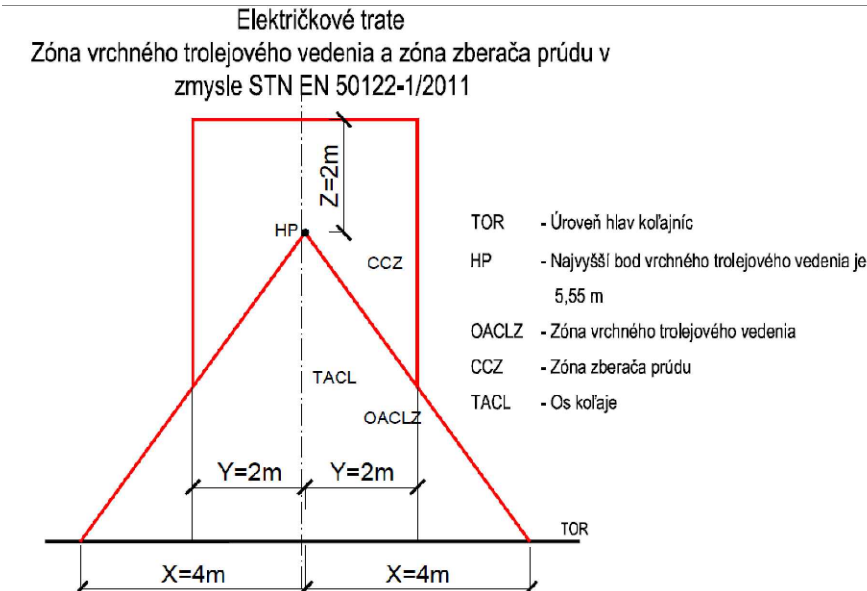 Električkové trate
Zóna vrchného trolejového vedenia a zóna zberača prúdu v
zmysle STN EN 50122-1/2011
Z=2m
HP
CCZ
TACL
OACLZ
Y=2m
Y=2m
TOR
X=4m
X=4m
TOR - Úroveň hlav koľajníc
HP - Najvyšší bod vrchného trolejového vedenia je
5,55 m
OACLZ - Zóna vrchného trolejového vedenia
CCZ - Zóna zberača prúdu
TACL - Os koľaje